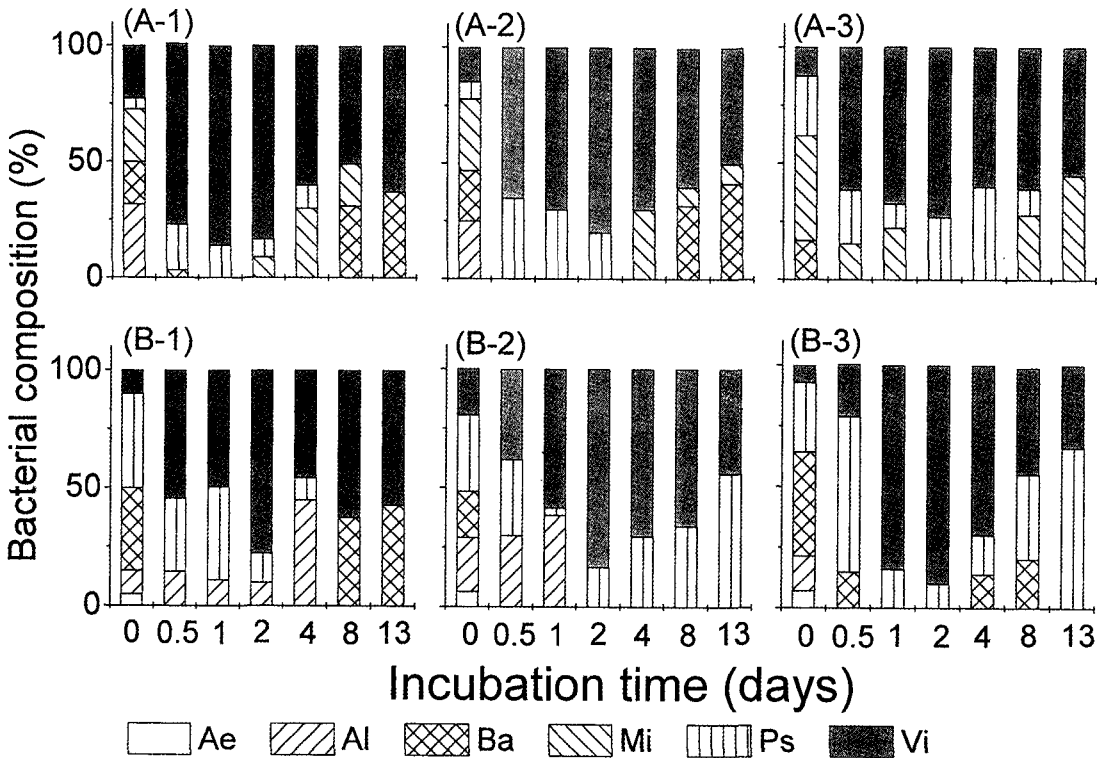 (A-1) (A-2) (A-3)
100
50
0
(B-1) (B-2) (B-3)
100
50
0
Bacterial composition (%)
0 0.5 1 2 4 8 13 0 0.5 1 2 4 8 13 0 0.5 1 2 4 8 13
Incubation time (days)
Ae Al Ba Mi Ps Vi